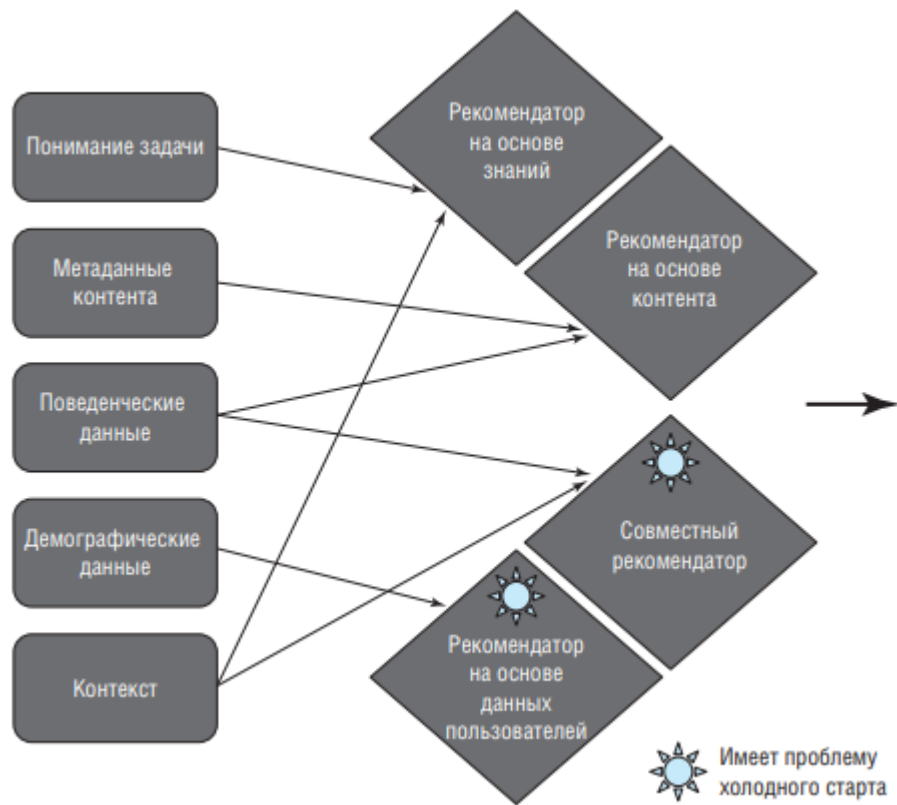 Понимание задачи
Метаданные
контента
Поведенческие
данные
Демографические
данные
Контекст
Рекомендатор
на основе
знаний
Рекомендатор
на основе
контента
Совместный
рекомендатор
Рекомендатор
на основе
данных
пользователей
Имеет проблему
холодного старта